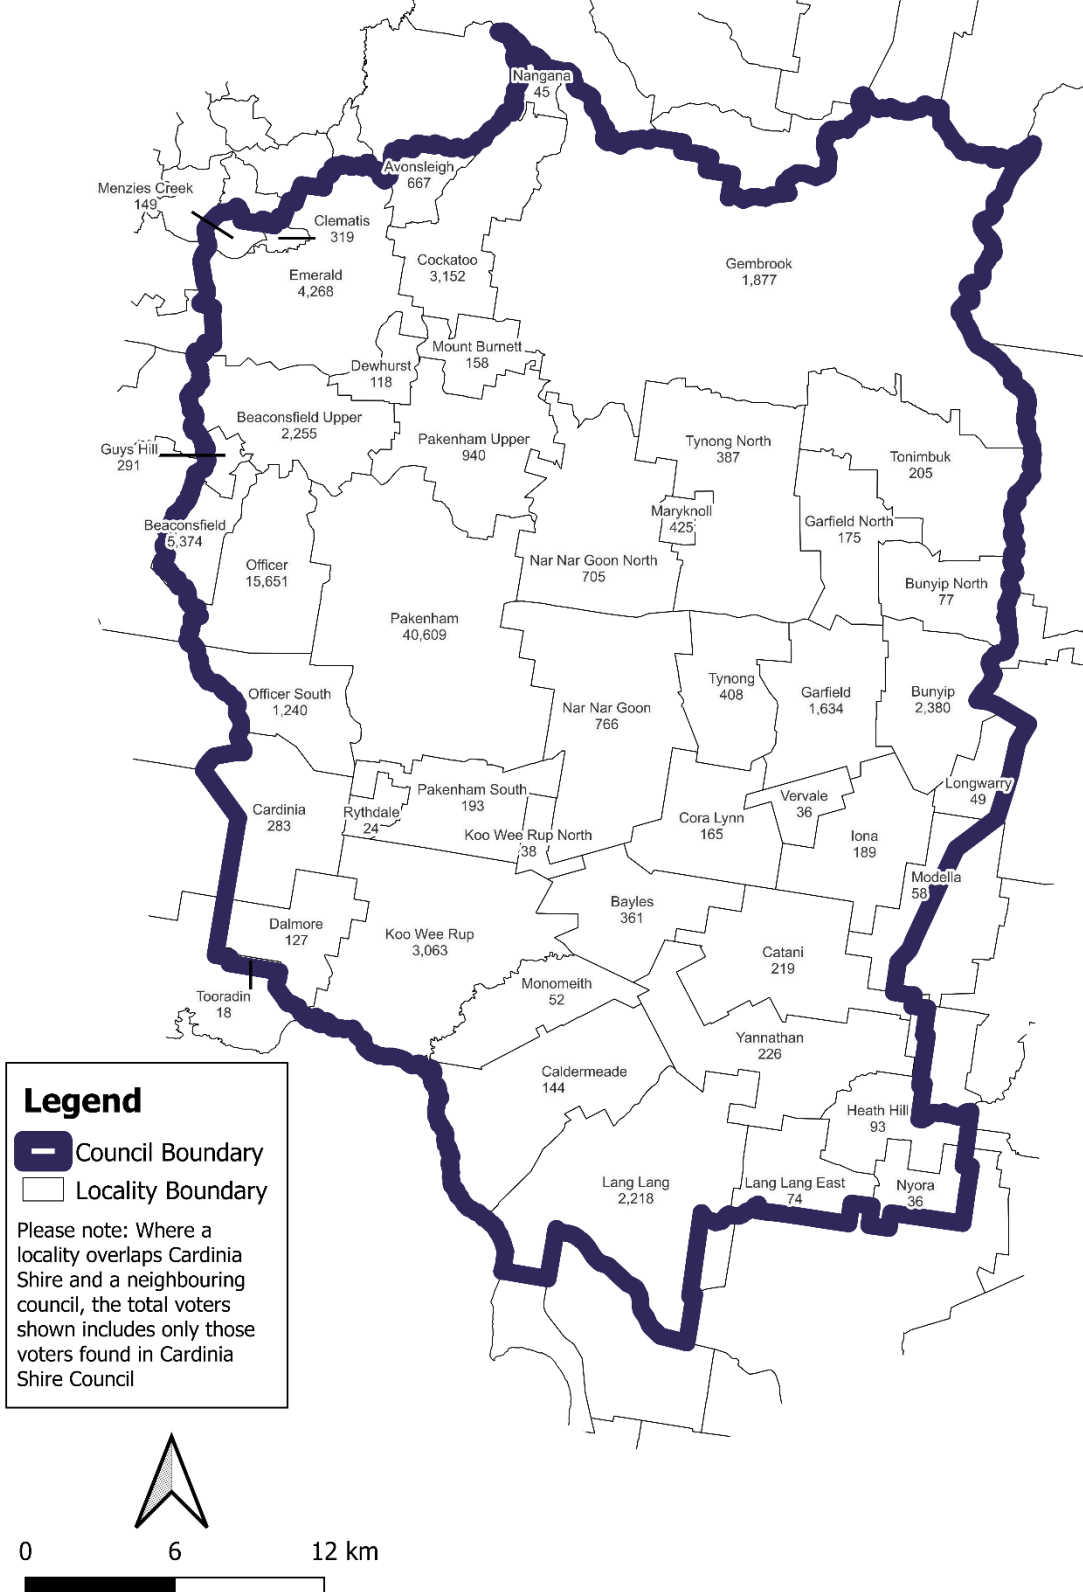 Nangana
45
Avonsleigh
667
Menzies Creek
149
Clematis
319
Emerald
4,268
Cockatoo
3,152
Gembrook
1,877
Mount Burnett
158
Dewhurst
118
Beaconsfield Upper
2,255
Pakenham Upper
940
Guys Hill
291
Tynong North
387
Tonimbuk
205
Maryknoll
425
Garfield North
175
Beaconsfield
5,374
Officer
15,651
Nar Nar Goon North
705
Bunyip North
77
Pakenham
40,609
Officer South
1,240
Nar Nar Goon
766
Tynong
408
Garfield
1,634
Bunyip
2,380
Cardinia
283
Rythdale
24
Pakenham South
193
Koo Wee Rup North
38
Cora Lynn
165
Vervale
36
Longwarry
49
Iona
189
Modella
58
Dalmore
127
Koo Wee Rup
3,063
Bayles
361
Catani
219
Tooradin
18
Monomeith
52
Yannathan
226
Caldermeade
144
Heath Hill
93
Lang Lang
2,218
Lang Lang East
74
Nyora
36
Legend
Council Boundary
Locality Boundary
Please note: Where a
locality overlaps Cardinia
Shire and a neighbouring
council, the total voters
shown includes only those
voters found in Cardinia
Shire Council
0 6 12 km